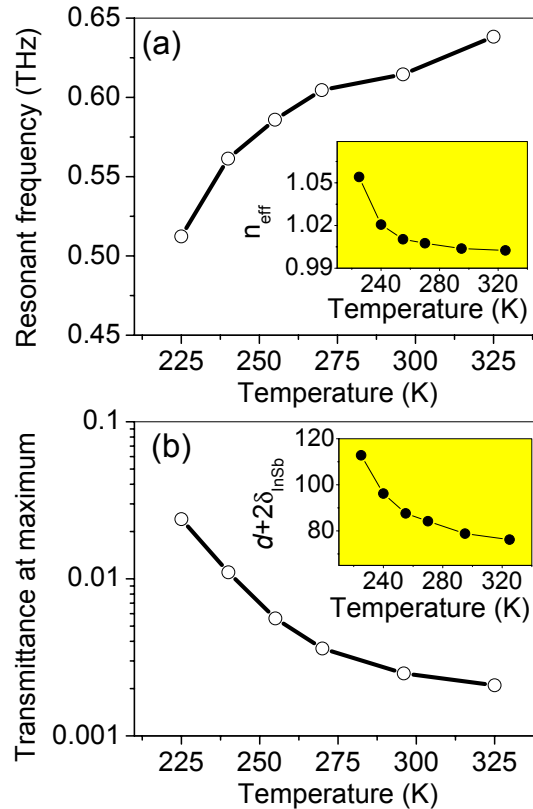 (a)
Resonant frequency (THz)
0.65
0.60
0.55
0.50
0.45
225 250 275 300 325
Temperature (K)
n_eff
1.05
1.02
0.99
240 280 320
Temperature (K)
(b)
Transmittance at maximum
0.1
0.01
0.001
225 250 275 300 325
Temperature (K)
d+2δ_InSb
120
100
80
240 280 320
Temperature (K)